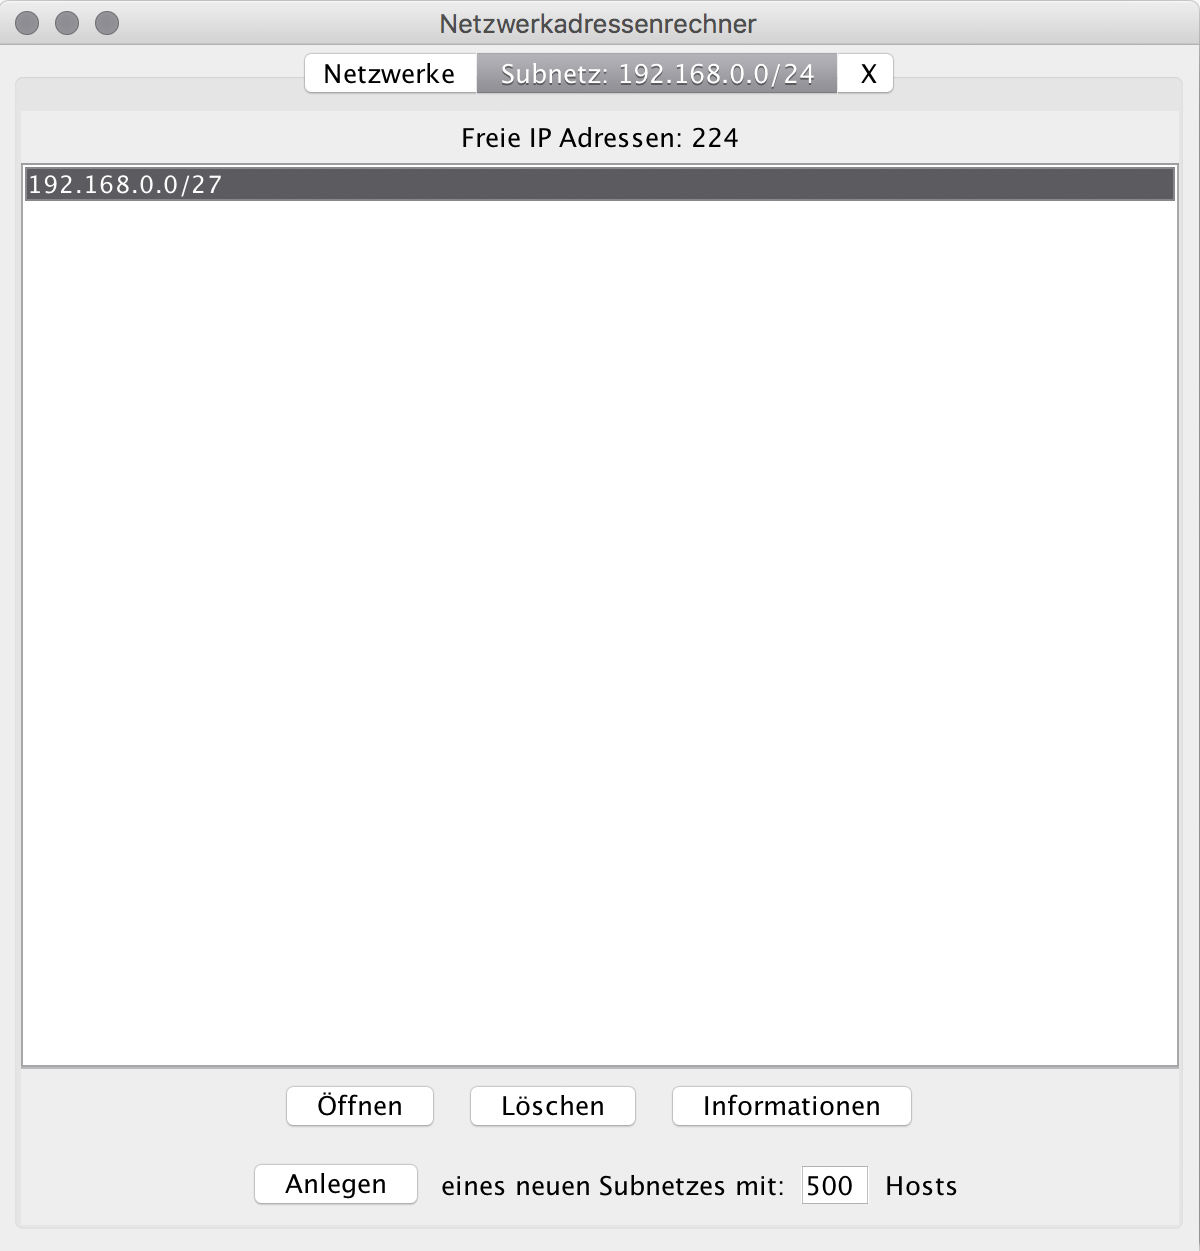 Netzwerkadressenrechner
Netzwerke Subnetz: 192.168.0.0/24 X
Freie IP Adressen: 224
192.168.0.0/27
Öffnen Löschen Informationen
Anlegen eines neuen Subnetzes mit: 500 Hosts